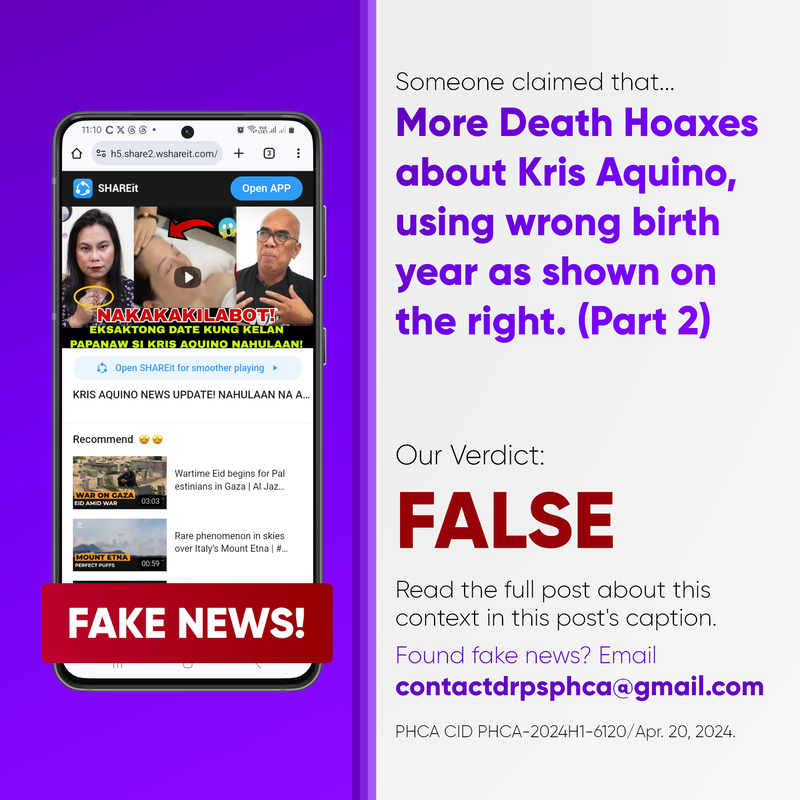 11:10
h5.share2.wshareit.com/
3
SHAREit
Open APP
NAKAKAKILABOT!
EKSAKTONG DATE KUNG KELAN
PAPANAW SI KRIS AQUINO NAHULAAN!
Open SHAREit for smoother playing
KRIS AQUINO NEWS UPDATE! NAHULAAN NA A...
Recommend
WAR ON GAZA
EID AMID WAR
03:03
Wartime Eid begins for Pal
estinians in Gaza | Al Jaz...
MOUNT ETNA
PERFECT PUFFS
00:59
Rare phenomenon in skies
over Italy's Mount Etna | #...
FAKE NEWS!
Someone claimed that...
More Death Hoaxes
about Kris Aquino,
using wrong birth
year as shown on
the right. (Part 2)
Our Verdict:
FALSE
Read the full post about this
context in this post's caption.
Found fake news? Email
contactdrpsphca@gmail.com
PHCA CID PHCA-2024H1-6120/Apr. 20, 2024.